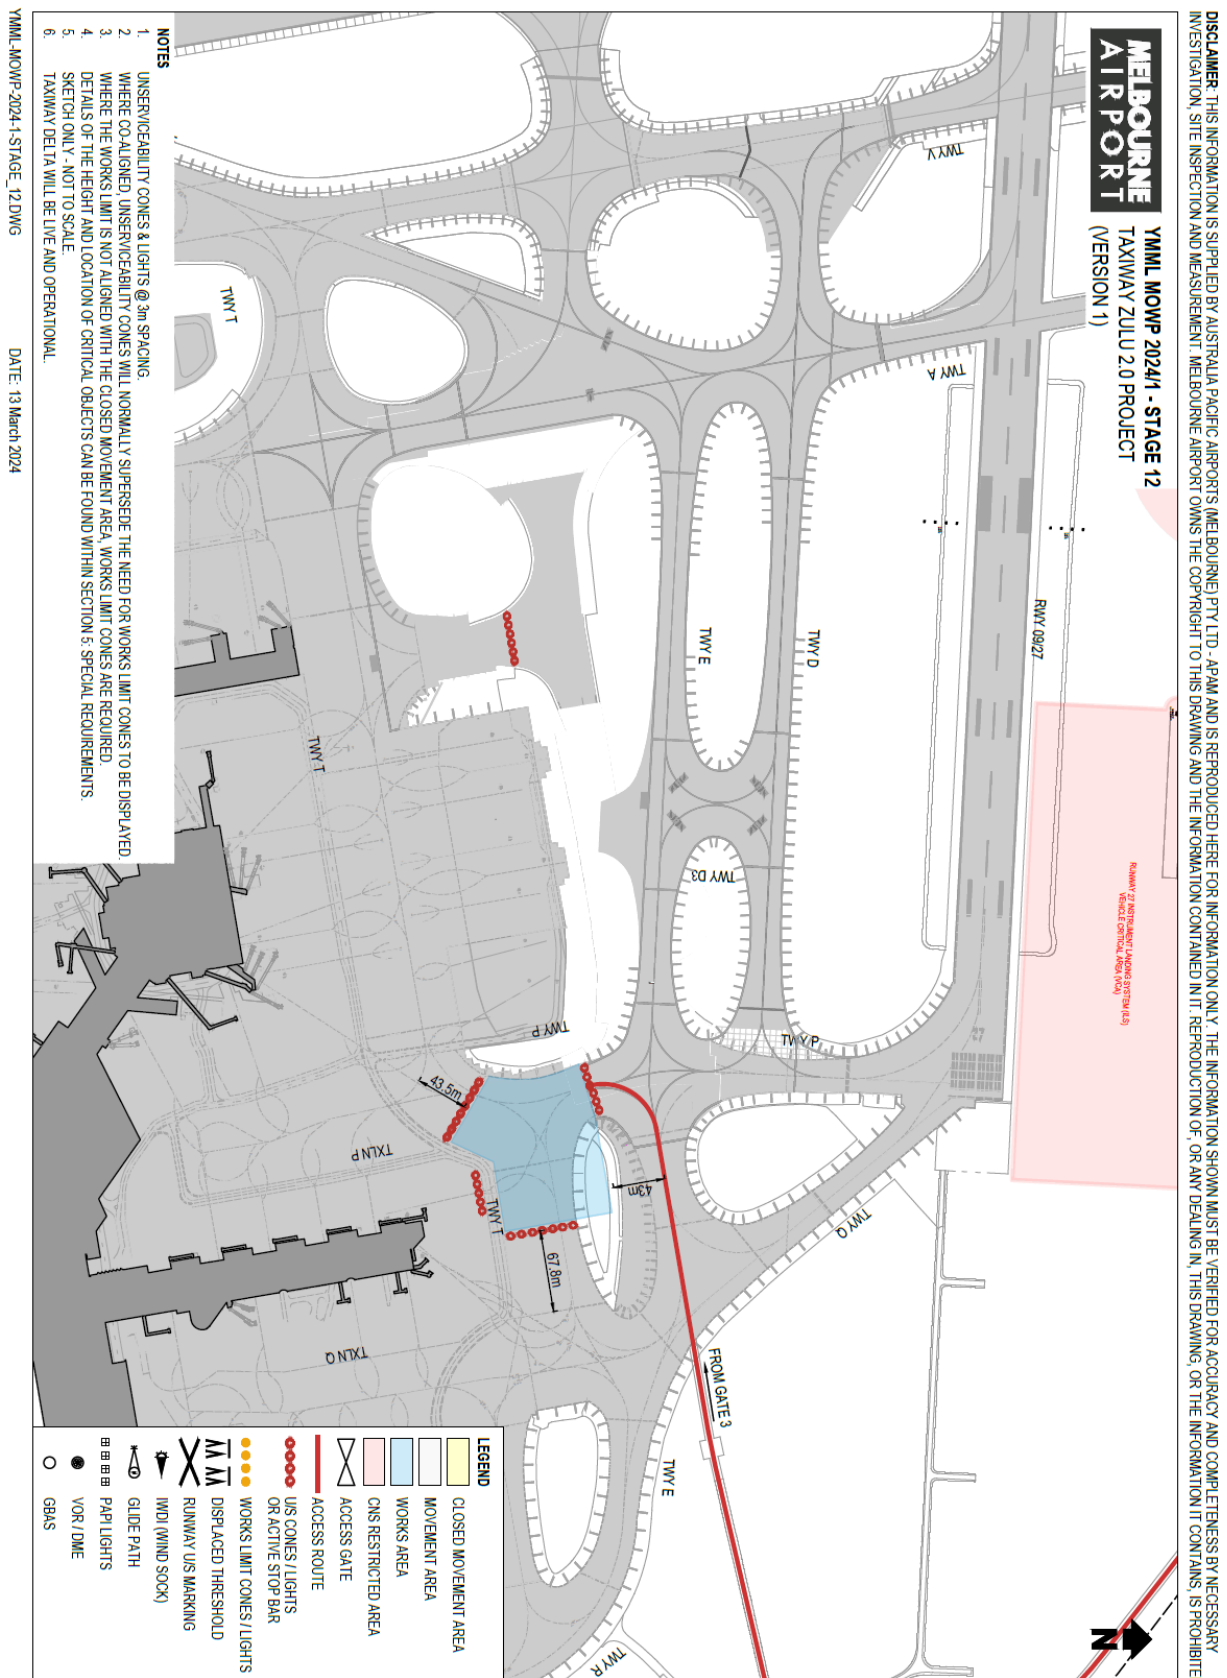 DISCLAIMER: THIS INFORMATION IS SUPPLIED BY AUSTRALIA PACIFIC AIRPORTS (MELBOURNE) PTY LTD - APAM AND IS REPRODUCED HERE FOR INFORMATION ONLY. THE INFORMATION SHOWN MUST BE VERIFIED FOR ACCURACY AND COMPLETENESS BY NECESSARY
INVESTIGATION, SITE INSPECTION AND MEASUREMENT. MELBOURNE AIRPORT OWNS THE COPYRIGHT TO THIS DRAWING AND THE INFORMATION CONTAINED IN IT. REPRODUCTION OF, OR ANY DEALING IN, THIS DRAWING, OR THE INFORMATION IT CONTAINS, IS PROHIBITE
MELBOURNE
AIRPORT
YMML MOWP 2024/1 - STAGE 12
TAXIWAY ZULU 2.0 PROJECT
(VERSION 1)
TWY V
TWY A
RWY 09/27
RUNWAY 27 INSTRUMENT LANDING SYSTEM (ILS)
VEHICLE CRITICAL AREA (VCA)
TWY D
TWY E
TWY D3
TWY P
TWY P
TWY Q
43m
43.5m
67.8m
FROM GATE 3
TWY E
TWY R
TWY T
TWY T
TWY T
TXLN P
TXLN Q
N
NOTES
1. UNSERVICEABILITY CONES & LIGHTS @ 3m SPACING.
2. WHERE CO-ALIGNED, UNSERVICEABILITY CONES WILL NORMALLY SUPERSEDE THE NEED FOR WORKS LIMIT CONES TO BE DISPLAYED.
3. WHERE THE WORKS LIMIT IS NOT ALIGNED WITH THE CLOSED MOVEMENT AREA, WORKS LIMIT CONES ARE REQUIRED.
4. DETAILS OF THE HEIGHT AND LOCATION OF CRITICAL OBJECTS CAN BE FOUND WITHIN SECTION 5: SPECIAL REQUIREMENTS.
5. SKETCH ONLY - NOT TO SCALE.
6. TAXIWAY DELTA WILL BE LIVE AND OPERATIONAL.
LEGEND
CLOSED MOVEMENT AREA
MOVEMENT AREA
WORKS AREA
CNS RESTRICTED AREA
ACCESS GATE
ACCESS ROUTE
U/S CONES / LIGHTS
OR ACTIVE STOP BAR
WORKS LIMIT CONES / LIGHTS
DISPLACED THRESHOLD
RUNWAY U/S MARKING
IWDI (WIND SOCK)
GLIDE PATH
PAPI LIGHTS
VOR / DME
GBAS
YMML-MOWP-2024-1-STAGE_12.DWG
DATE: 13 March 2024